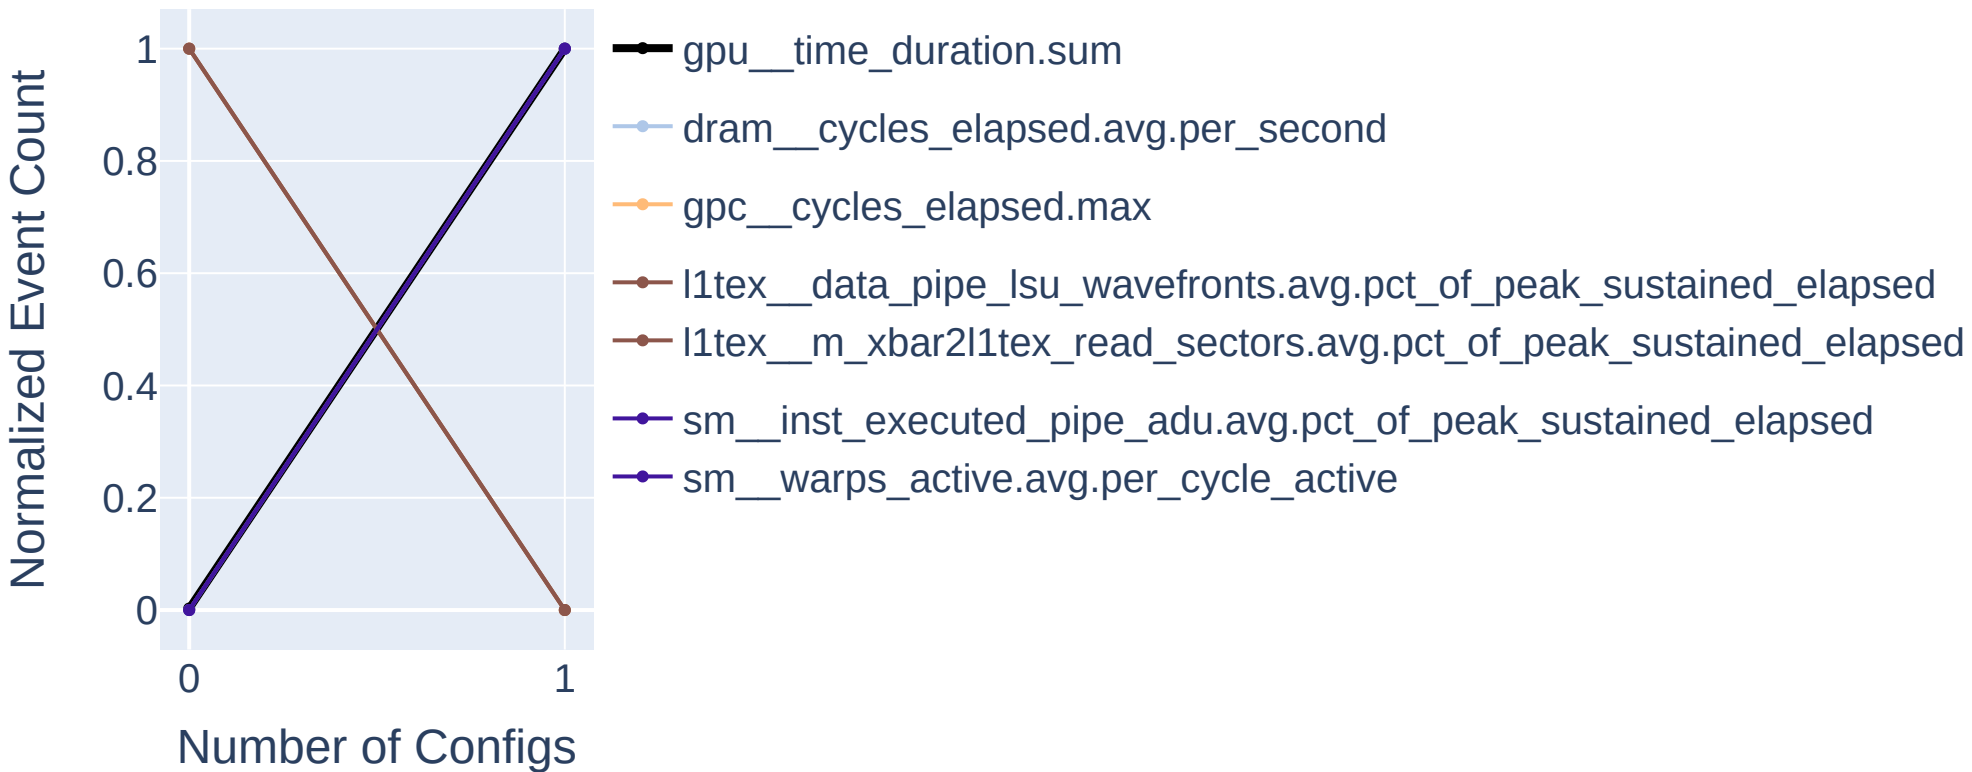 Normalized Event Count
1
0.8
0.6
0.4
0.2
0
0 1
Number of Configs
gpu__time_duration.sum
dram__cycles_elapsed.avg.per_second
gpc__cycles_elapsed.max
l1tex__data_pipe_lsu_wavefronts.avg.pct_of_peak_sustained_elapsed
l1tex__m_xbar2l1tex_read_sectors.avg.pct_of_peak_sustained_elapsed
sm__inst_executed_pipe_adu.avg.pct_of_peak_sustained_elapsed
sm__warps_active.avg.per_cycle_active